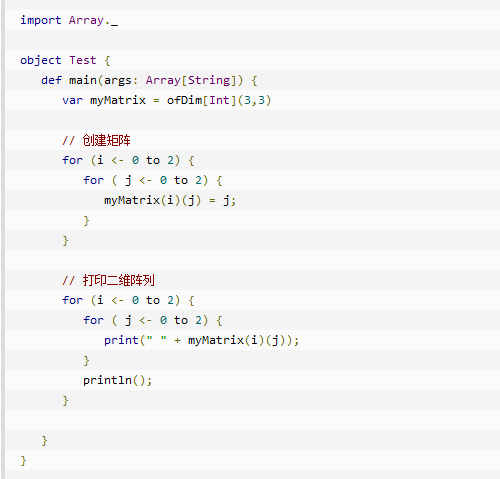 import Array._
object Test {
def main(args: Array[String]) {
var myMatrix = ofDim[Int](3,3)
// 创建矩阵
for (i <- 0 to 2) {
for ( j <- 0 to 2) {
myMatrix(i)(j) = j;
}
}
// 打印二维阵列
for (i <- 0 to 2) {
for ( j <- 0 to 2) {
print(" " + myMatrix(i)(j));
}
println();
}
}
}